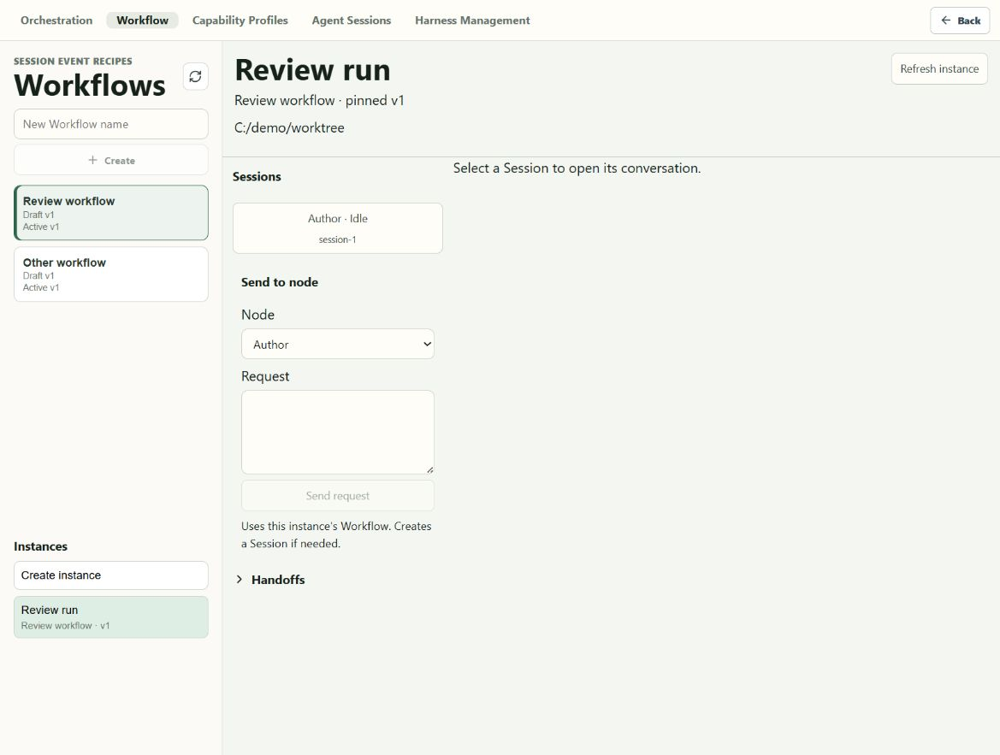 Orchestration
Workflow
Capability Profiles
Agent Sessions
Harness Management
Back
SESSION EVENT RECIPES
Workflows
New Workflow name
Create
Review workflow
Draft v1
Active v1
Other workflow
Draft v1
Active v1
Instances
Create instance
Review run
Review workflow · v1
Review run
Review workflow · pinned v1
C:/demo/worktree
Refresh instance
Sessions
Author · Idle
session-1
Send to node
Node
Author
Request
Send request
Uses this instance's Workflow. Creates
a Session if needed.
Handoffs
Select a Session to open its conversation.